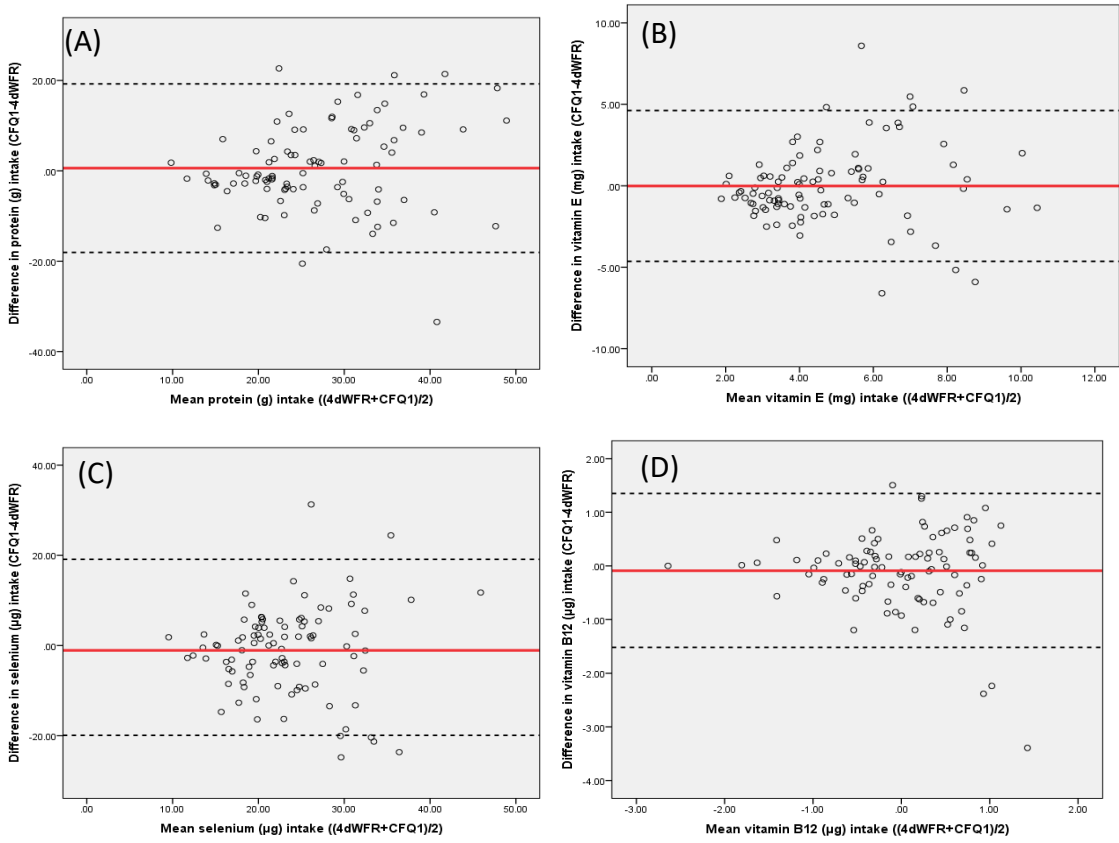 (A)
Difference in protein (g) intake (CFQ1-4dWFR)
20.00
.00
-20.00
-40.00
.00 10.00 20.00 30.00 40.00 50.00
Mean protein (g) intake ((4dWFR+CFQ1)/2)
(B)
Difference in vitamin E (mg) intake (CFQ1-4dWFR)
10.00
5.00
.00
-5.00
-10.00
.00 2.00 4.00 6.00 8.00 10.00 12.00
Mean vitamin E (mg) intake ((4dWFR+CFQ1)/2)
(C)
Difference in selenium (µg) intake (CFQ1-4dWFR)
40.00
20.00
.00
-20.00
.00 10.00 20.00 30.00 40.00 50.00
Mean selenium (µg) intake ((4dWFR+CFQ1)/2)
(D)
Difference in vitamin B12 (µg) intake (CFQ1-4dWFR)
2.00
1.00
.00
-1.00
-2.00
-3.00
-4.00
-3.00 -2.00 -1.00 .00 1.00 2.00
Mean vitamin B12 (µg) intake ((4dWFR+CFQ1)/2)